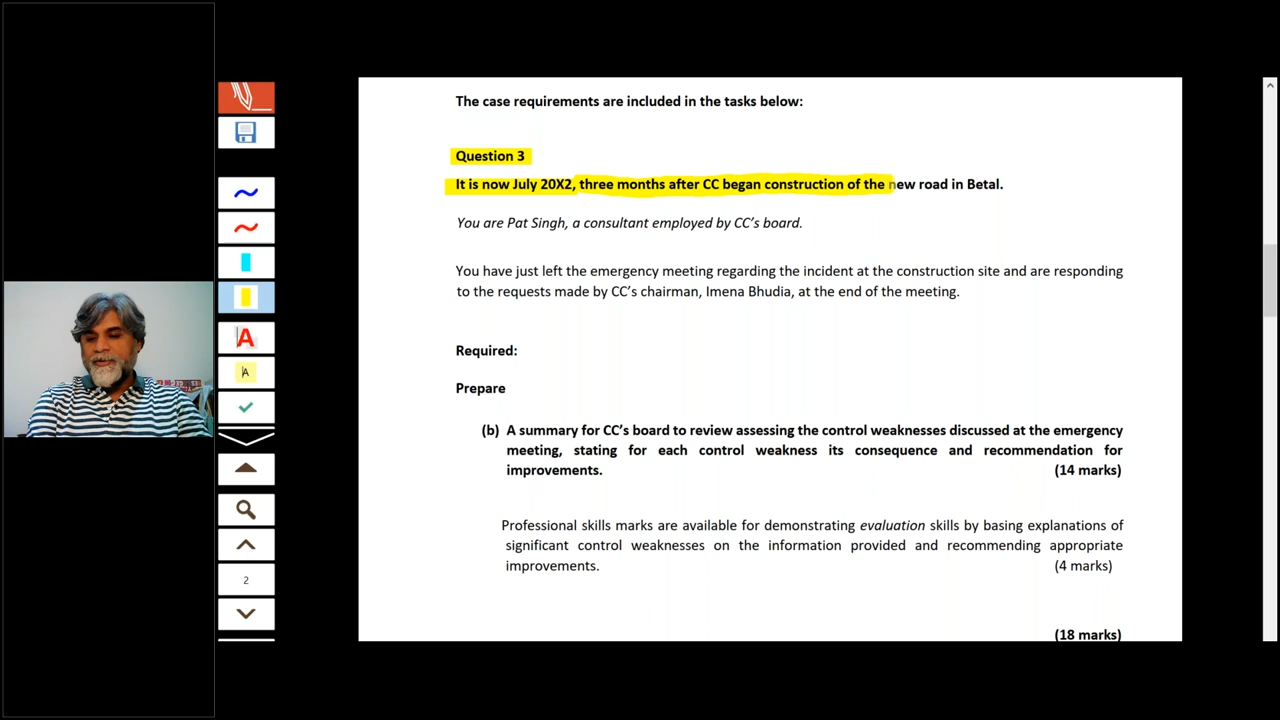 The case requirements are included in the tasks below:
Question 3
It is now July 20X2, three months after CC began construction of the new road in Betal.
You are Pat Singh, a consultant employed by CC's board.
You have just left the emergency meeting regarding the incident at the construction site and are responding
to the requests made by CC's chairman, Imena Bhudia, at the end of the meeting.
Required:
Prepare
(b) A summary for CC's board to review assessing the control weaknesses discussed at the emergency
meeting, stating for each control weakness its consequence and recommendation for
improvements. (14 marks)
Professional skills marks are available for demonstrating evaluation skills by basing explanations of
significant control weaknesses on the information provided and recommending appropriate
improvements. (4 marks)
(18 marks)
A
A
2